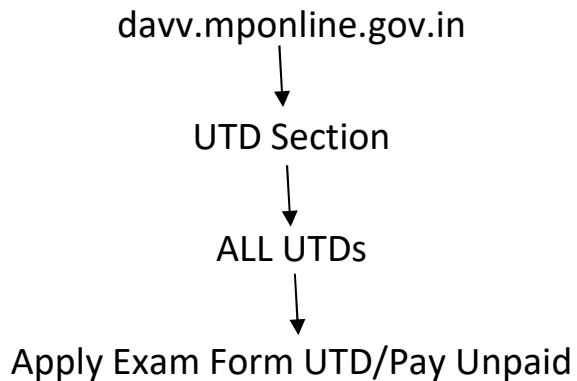 davv.mponline.gov.in
UTD Section
ALL UTDs
Apply Exam Form UTD/Pay Unpaid